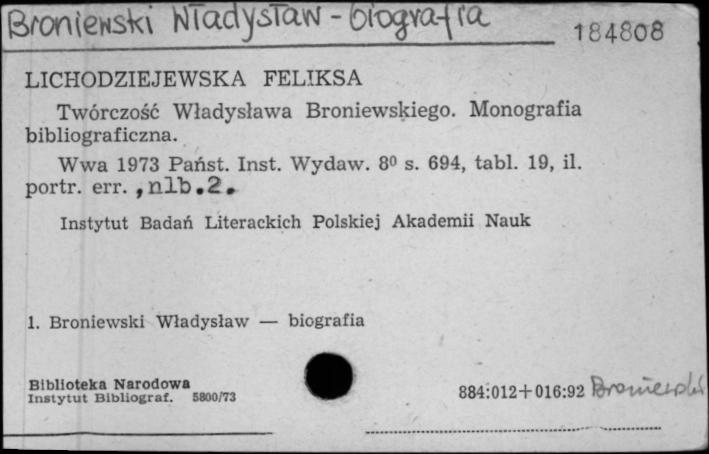 Broniewski Władysław - biografia
184808
LICHODZIEJEWSKA FELIKSA
Twórczość Władysława Broniewskiego. Monografia
bibliograficzna.
Wwa 1973 Państ. Inst. Wydaw. 8⁰ s. 694, tabl. 19, il.
portr. err. , nlb.2.
Instytut Badań Literackich Polskiej Akademii Nauk
1. Broniewski Władysław — biografia
Biblioteka Narodowa
Instytut Bibliograf. 5800/73
884:012+016:92 Broniewski